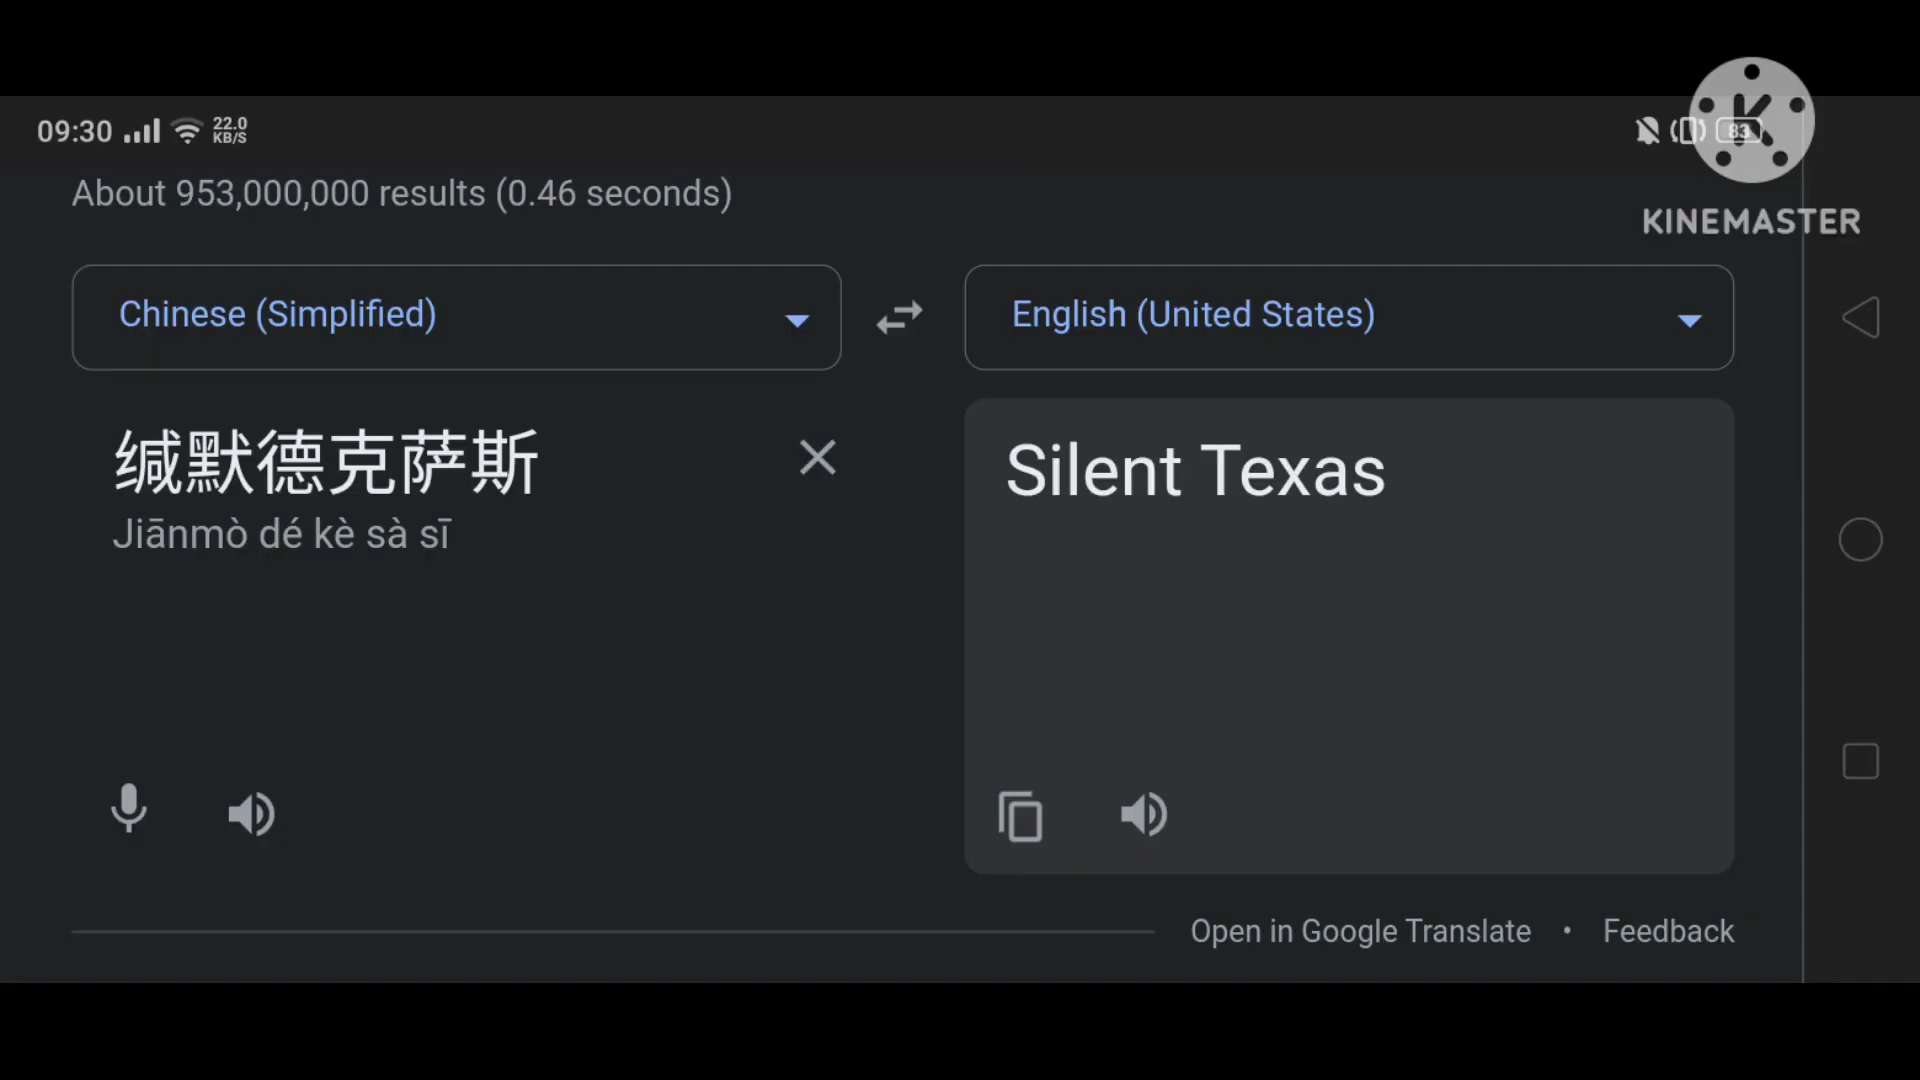 09:30 22.0 KB/S 83
KINEMASTER
About 953,000,000 results (0.46 seconds)
Chinese (Simplified) English (United States)
缄默德克萨斯
Jiānmò dé kè sà sī
Silent Texas
Open in Google Translate • Feedback